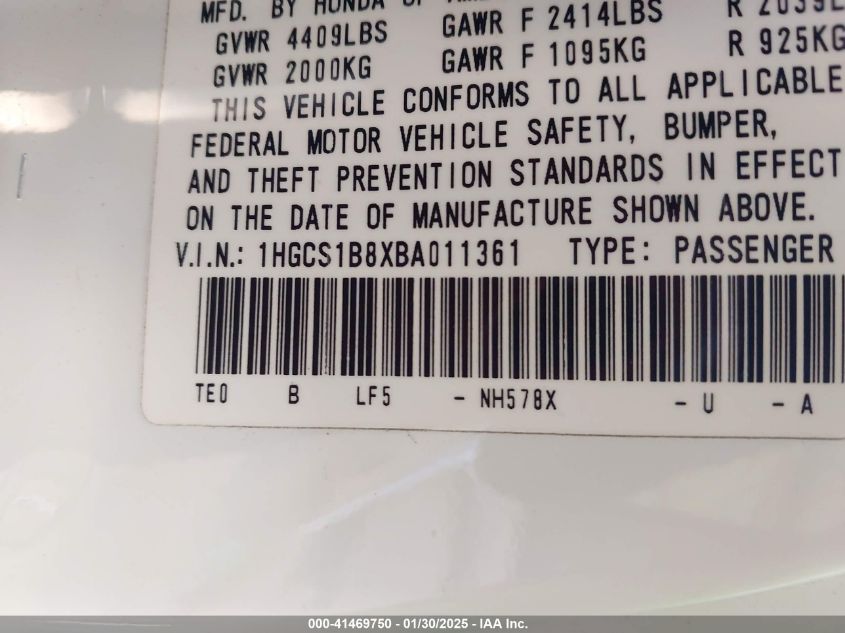 MFD. BY HONDA OF
GVWR 4409LBS GAWR F 2414LBS R 2039L
GVWR 2000KG GAWR F 1095KG R 925KG
THIS VEHICLE CONFORMS TO ALL APPLICABLE
FEDERAL MOTOR VEHICLE SAFETY, BUMPER,
AND THEFT PREVENTION STANDARDS IN EFFECT
ON THE DATE OF MANUFACTURE SHOWN ABOVE.
V.I.N.: 1HGCS1B8XBA011361 TYPE: PASSENGER
TE0 B LF5 - NH578X - U - A
000-41469750 - 01/30/2025 - IAA Inc.